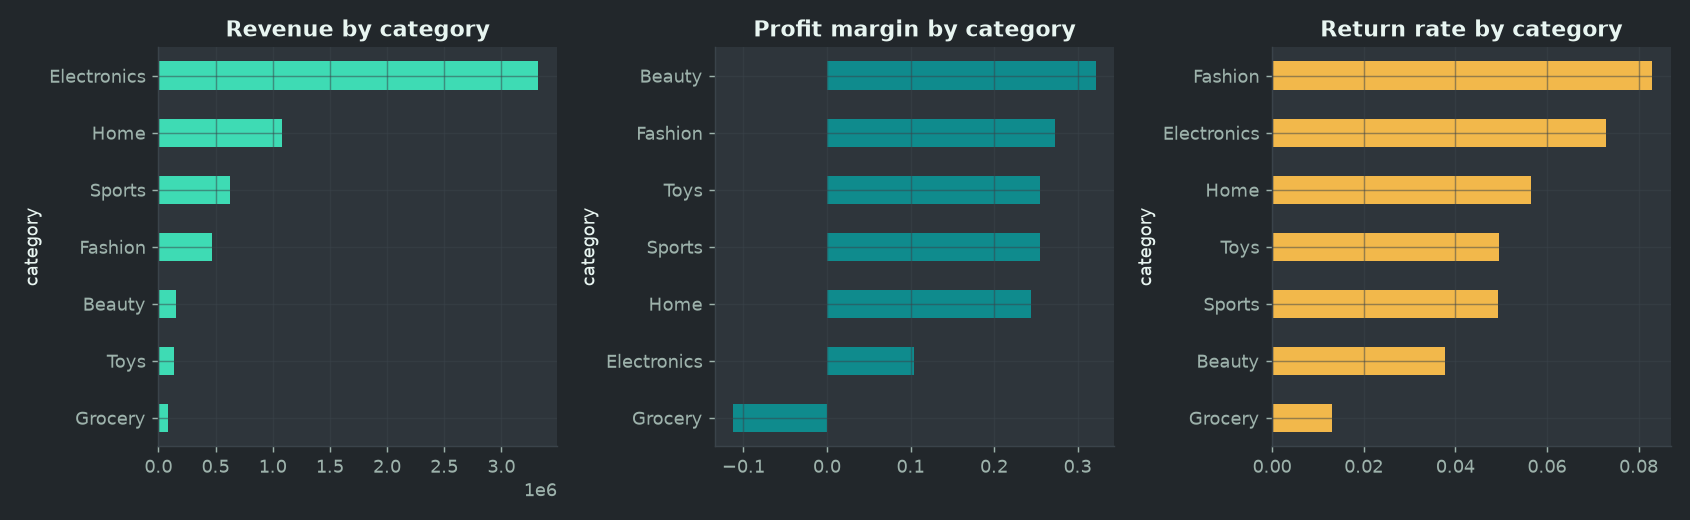 Revenue by category
Electronics
Home
Sports
Fashion
Beauty
Toys
Grocery
category
0.0 0.5 1.0 1.5 2.0 2.5 3.0
1e6
Profit margin by category
Beauty
Fashion
Toys
Sports
Home
Electronics
Grocery
category
−0.1 0.0 0.1 0.2 0.3
Return rate by category
Fashion
Electronics
Home
Toys
Sports
Beauty
Grocery
category
0.00 0.02 0.04 0.06 0.08